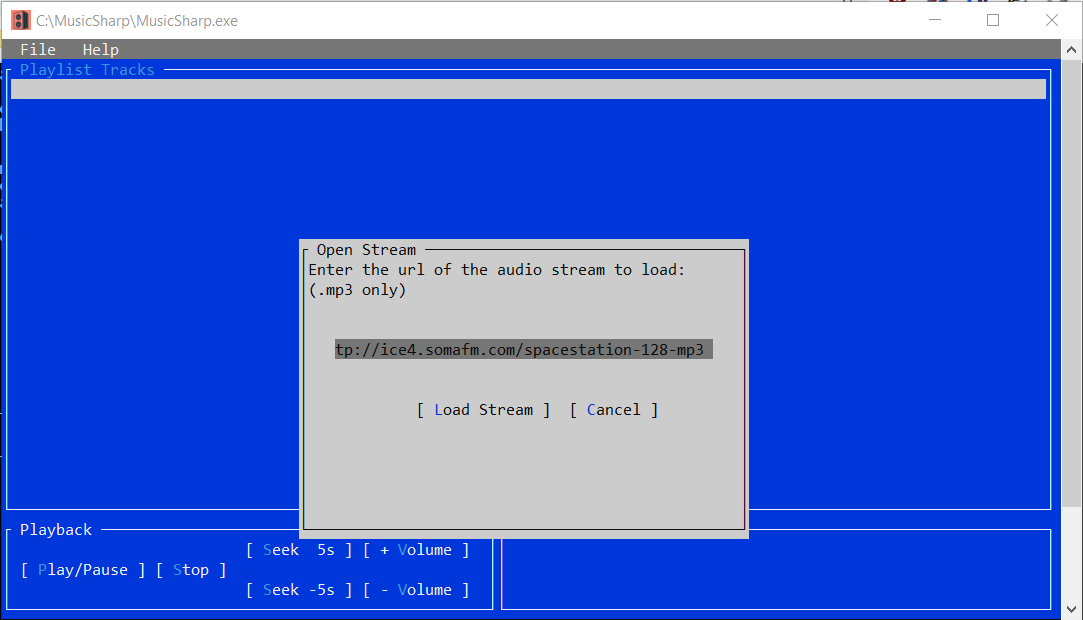 C:\MusicSharp\MusicSharp.exe
File Help
Playlist Tracks
Open Stream
Enter the url of the audio stream to load:
(.mp3 only)
tp://ice4.somafm.com/spacestation-128-mp3
[ Load Stream ] [ Cancel ]
Playback
[ Seek 5s ] [ + Volume ]
[ Play/Pause ] [ Stop ]
[ Seek -5s ] [ - Volume ]